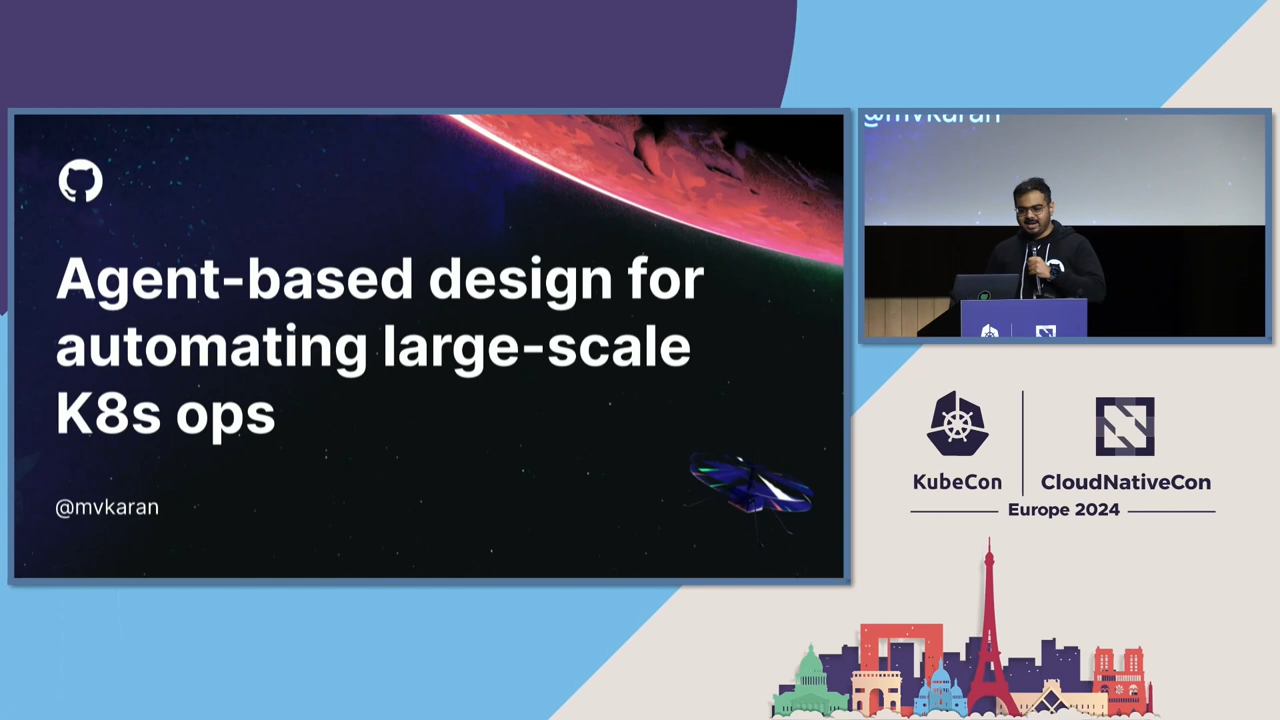 Agent-based design for
automating large-scale
K8s ops
@mvkaran
@mvkaran
KubeCon
CloudNativeCon
Europe 2024